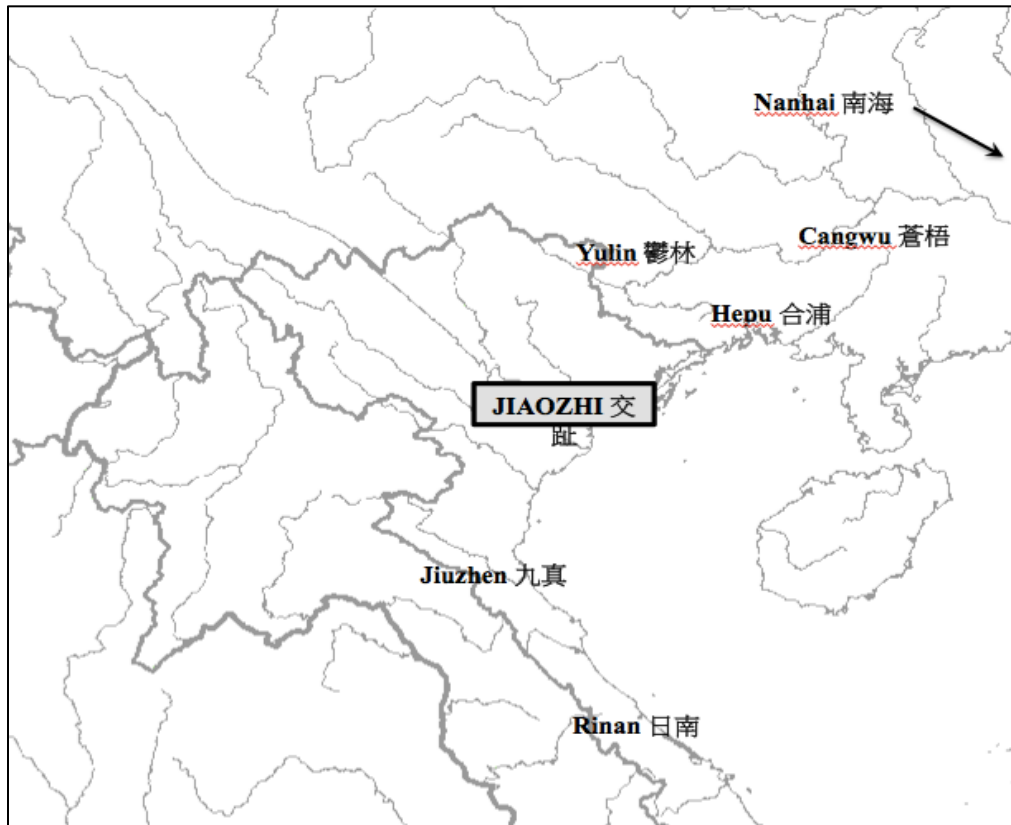 Nanhai 南海
Cangwu 蒼梧
Yulin 鬱林
Hepu 合浦
JIAOZHI 交
趾
Jiuzhen 九真
Rinan 日南